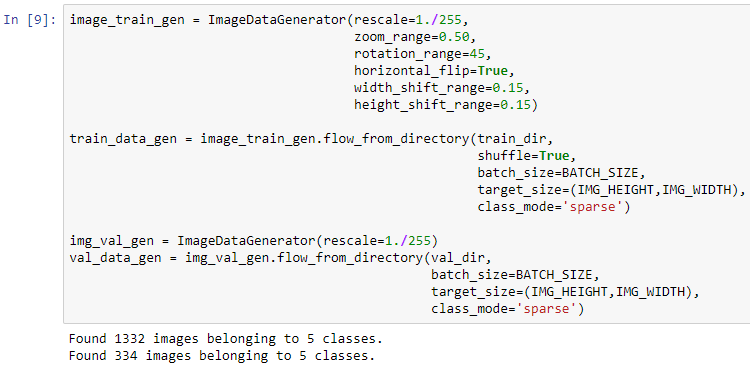 In [9]: image_train_gen = ImageDataGenerator(rescale=1./255,
zoom_range=0.50,
rotation_range=45,
horizontal_flip=True,
width_shift_range=0.15,
height_shift_range=0.15)
train_data_gen = image_train_gen.flow_from_directory(train_dir,
shuffle=True,
batch_size=BATCH_SIZE,
target_size=(IMG_HEIGHT,IMG_WIDTH),
class_mode='sparse')
img_val_gen = ImageDataGenerator(rescale=1./255)
val_data_gen = img_val_gen.flow_from_directory(val_dir,
batch_size=BATCH_SIZE,
target_size=(IMG_HEIGHT,IMG_WIDTH),
class_mode='sparse')
Found 1332 images belonging to 5 classes.
Found 334 images belonging to 5 classes.